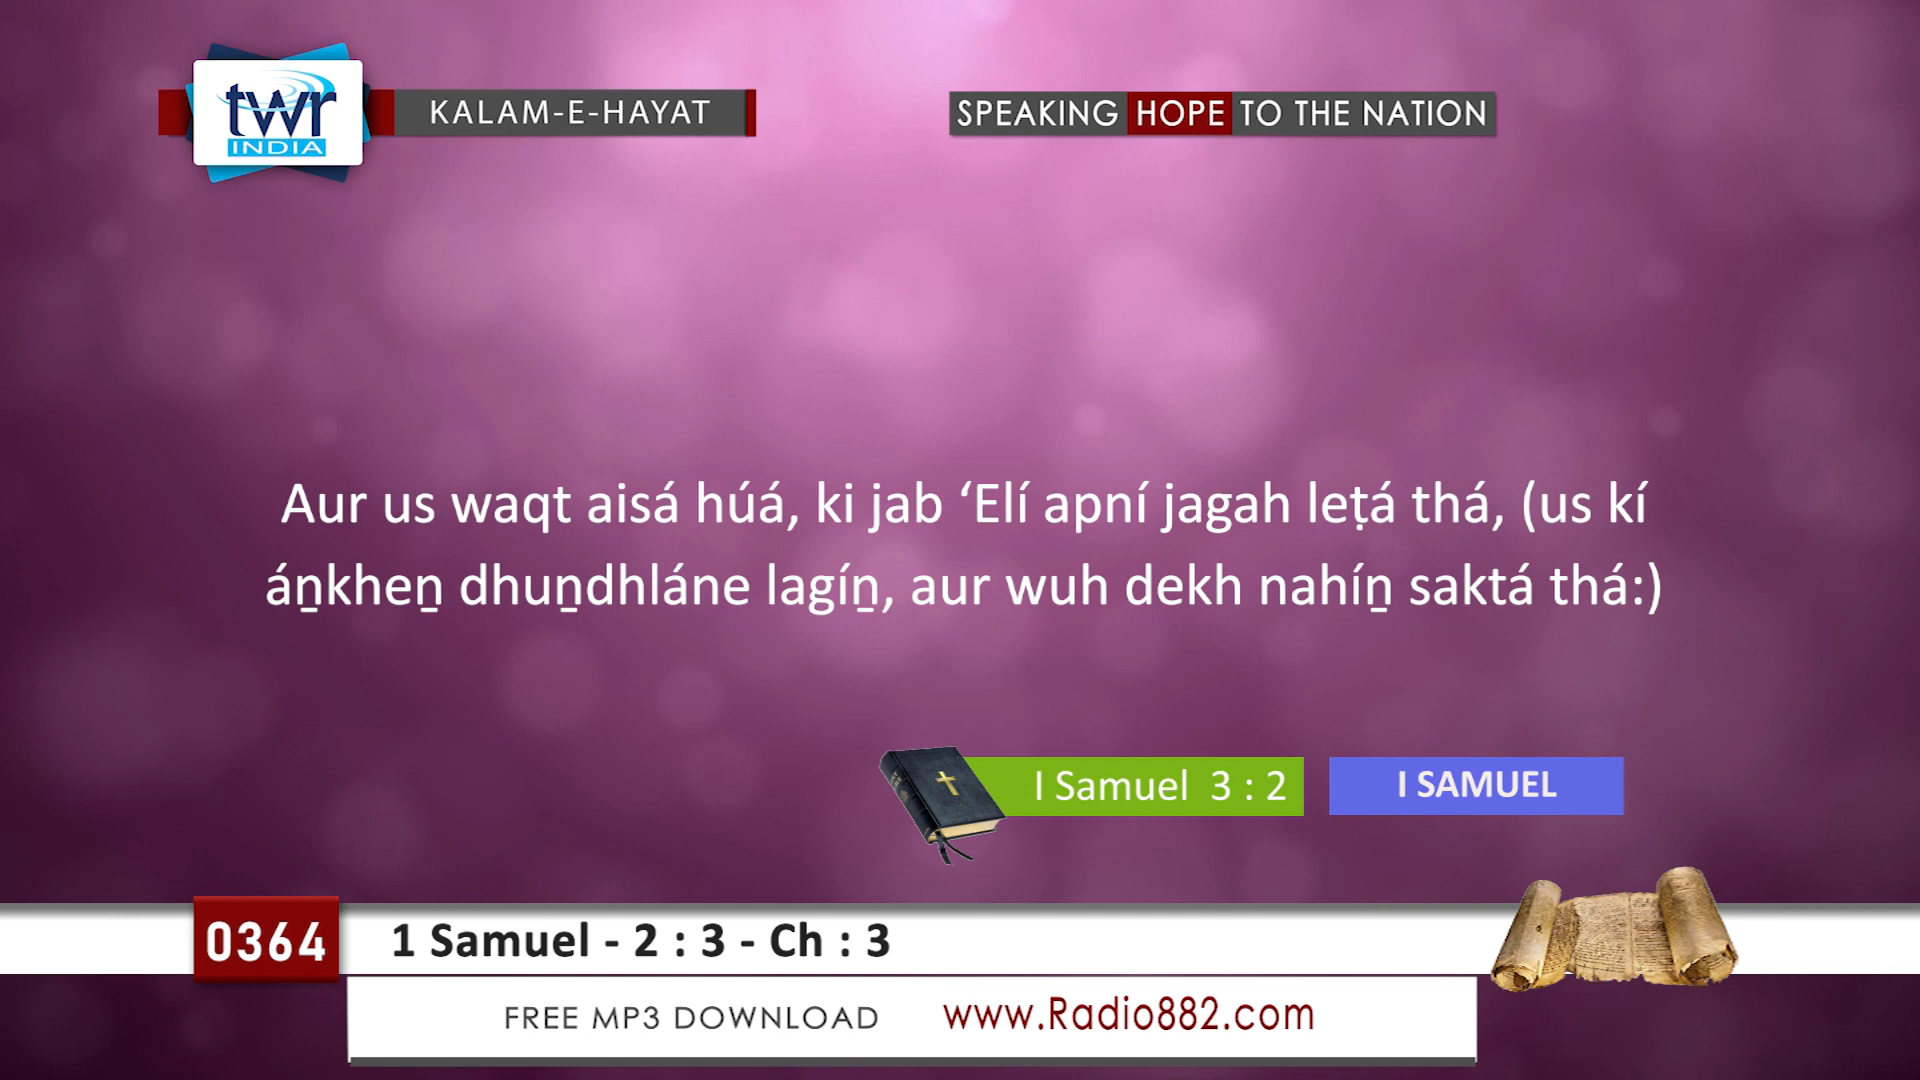 twr
INDIA
KALAM-E-HAYAT
SPEAKING HOPE TO THE NATION
Aur us waqt aisá húá, ki jab ‘Elí apní jagah leṭá thá, (us kí
áṉkheṉ dhuṉdhláne lagíṉ, aur wuh dekh nahíṉ saktá thá:)
I Samuel 3 : 2
I SAMUEL
0364
1 Samuel - 2 : 3 - Ch : 3
FREE MP3 DOWNLOAD
www.Radio882.com